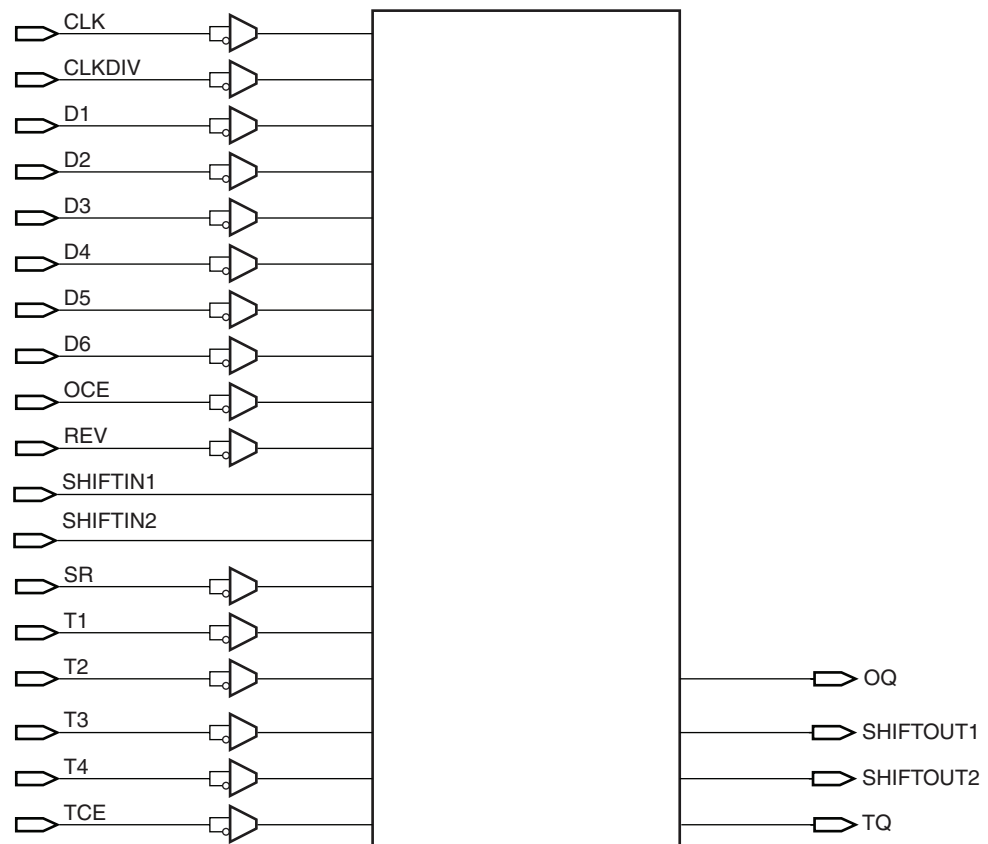 CLK
CLKDIV
D1
D2
D3
D4
D5
D6
OCE
REV
SHIFTIN1
SHIFTIN2
SR
T1
T2
T3
T4
TCE
OQ
SHIFTOUT1
SHIFTOUT2
TQ